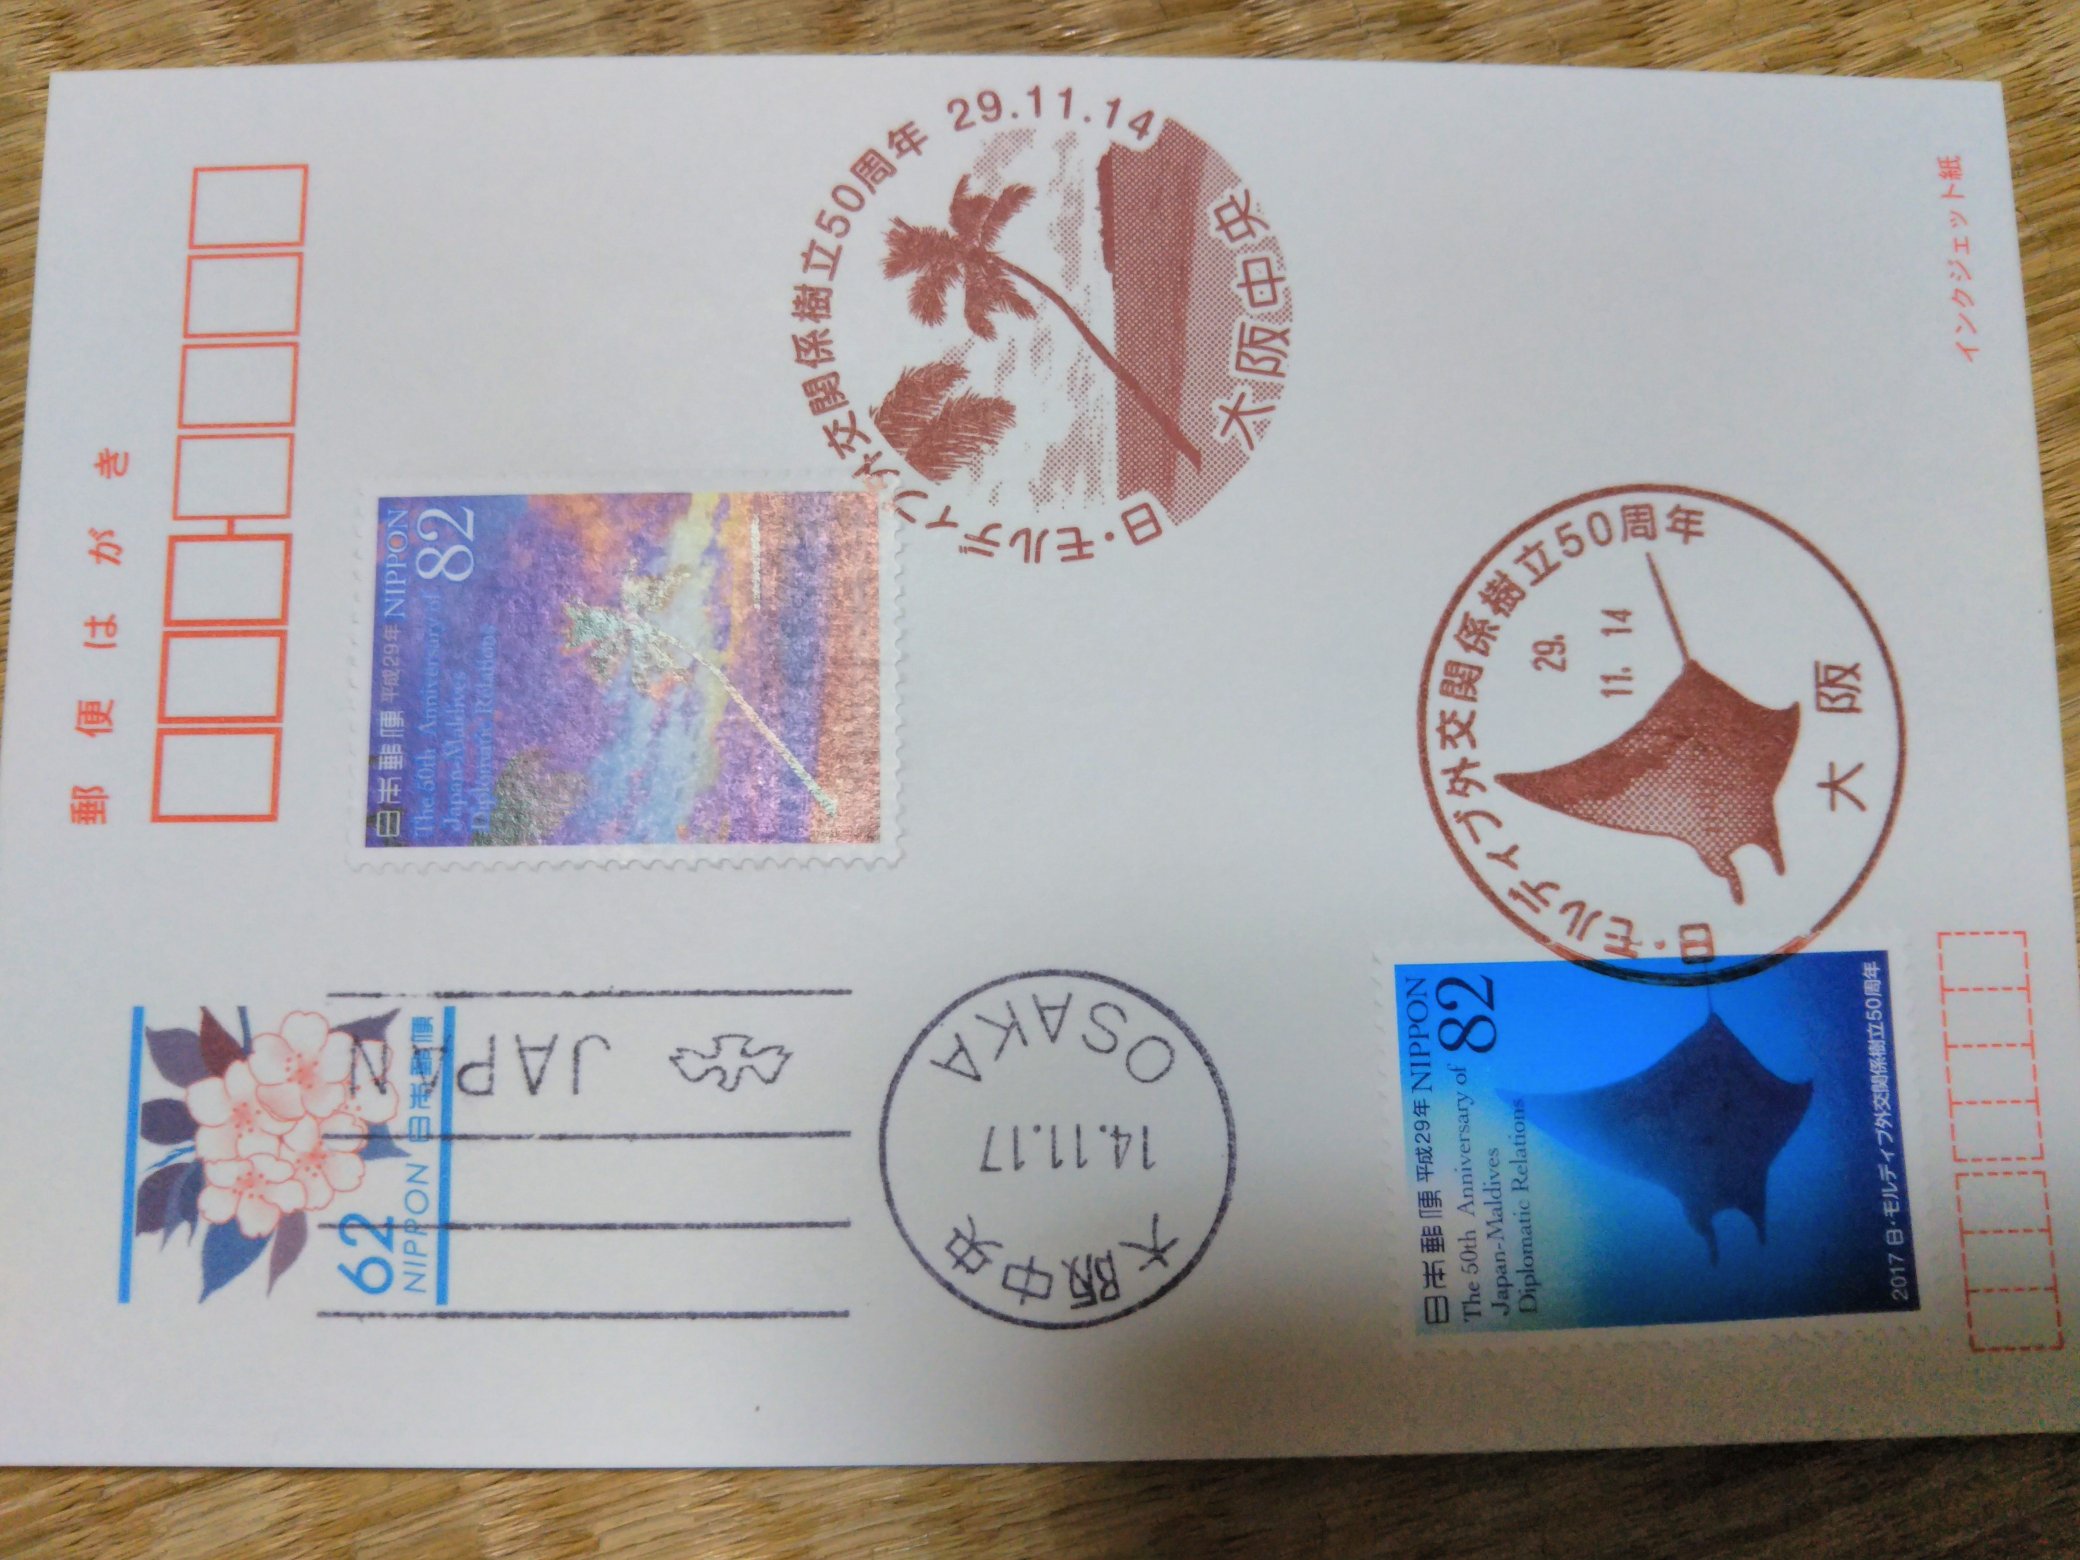 郵便はがき
インクジェット紙
日・モルディブ外交関係樹立50周年
29.11.14
大阪中央
日本郵便 平成29年 NIPPON
82
The 50th Anniversary of
Japan-Maldives
Diplomatic Relations
日・モルディブ外交関係樹立50周年
29.
11. 14
大阪
日本郵便 平成29年 NIPPON
82
The 50th Anniversary of
Japan-Maldives
Diplomatic Relations
2017 日・モルディブ外交関係樹立50周年
62
NIPPON 日本郵便
JAPAN
OSAKA
14.11.17
大阪中央